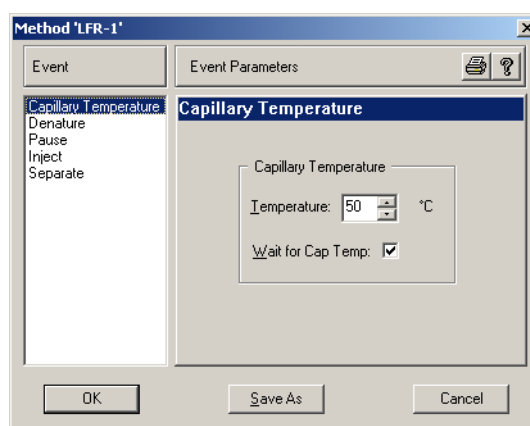 Method 'LFR-1'
Event
Event Parameters
Capillary Temperature
Denature
Pause
Inject
Separate
Capillary Temperature
Capillary Temperature
Temperature: 50 °C
Wait for Cap Temp:
OK
Save As
Cancel